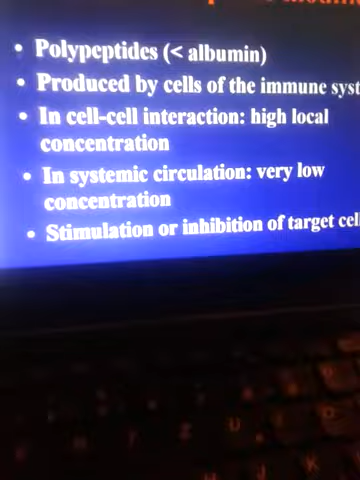 • Polypeptides (< albumin)
• Produced by cells of the immune syst
• In cell-cell interaction: high local
concentration
• In systemic circulation: very low
concentration
• Stimulation or inhibition of target cel